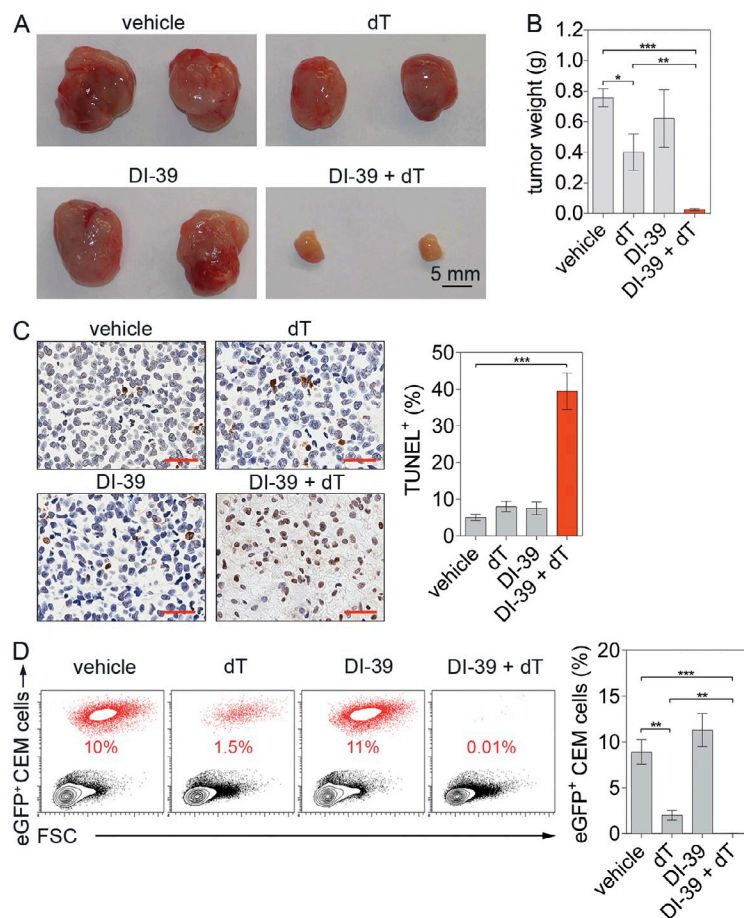 A
vehicle
dT
DI-39
DI-39 + dT
5 mm
B
tumor weight (g)
1.2
1.0
0.8
0.6
0.4
0.2
0.0
***
*
**
vehicle
dT
DI-39
DI-39 + dT
C
vehicle
dT
DI-39
DI-39 + dT
TUNEL+ (%)
50
40
30
20
10
0
***
vehicle
dT
DI-39
DI-39 + dT
D
vehicle
dT
DI-39
DI-39 + dT
eGFP+ CEM cells
10%
1.5%
11%
0.01%
FSC
eGFP+ CEM cells (%)
20
15
10
5
0
***
**
**
vehicle
dT
DI-39
DI-39 + dT